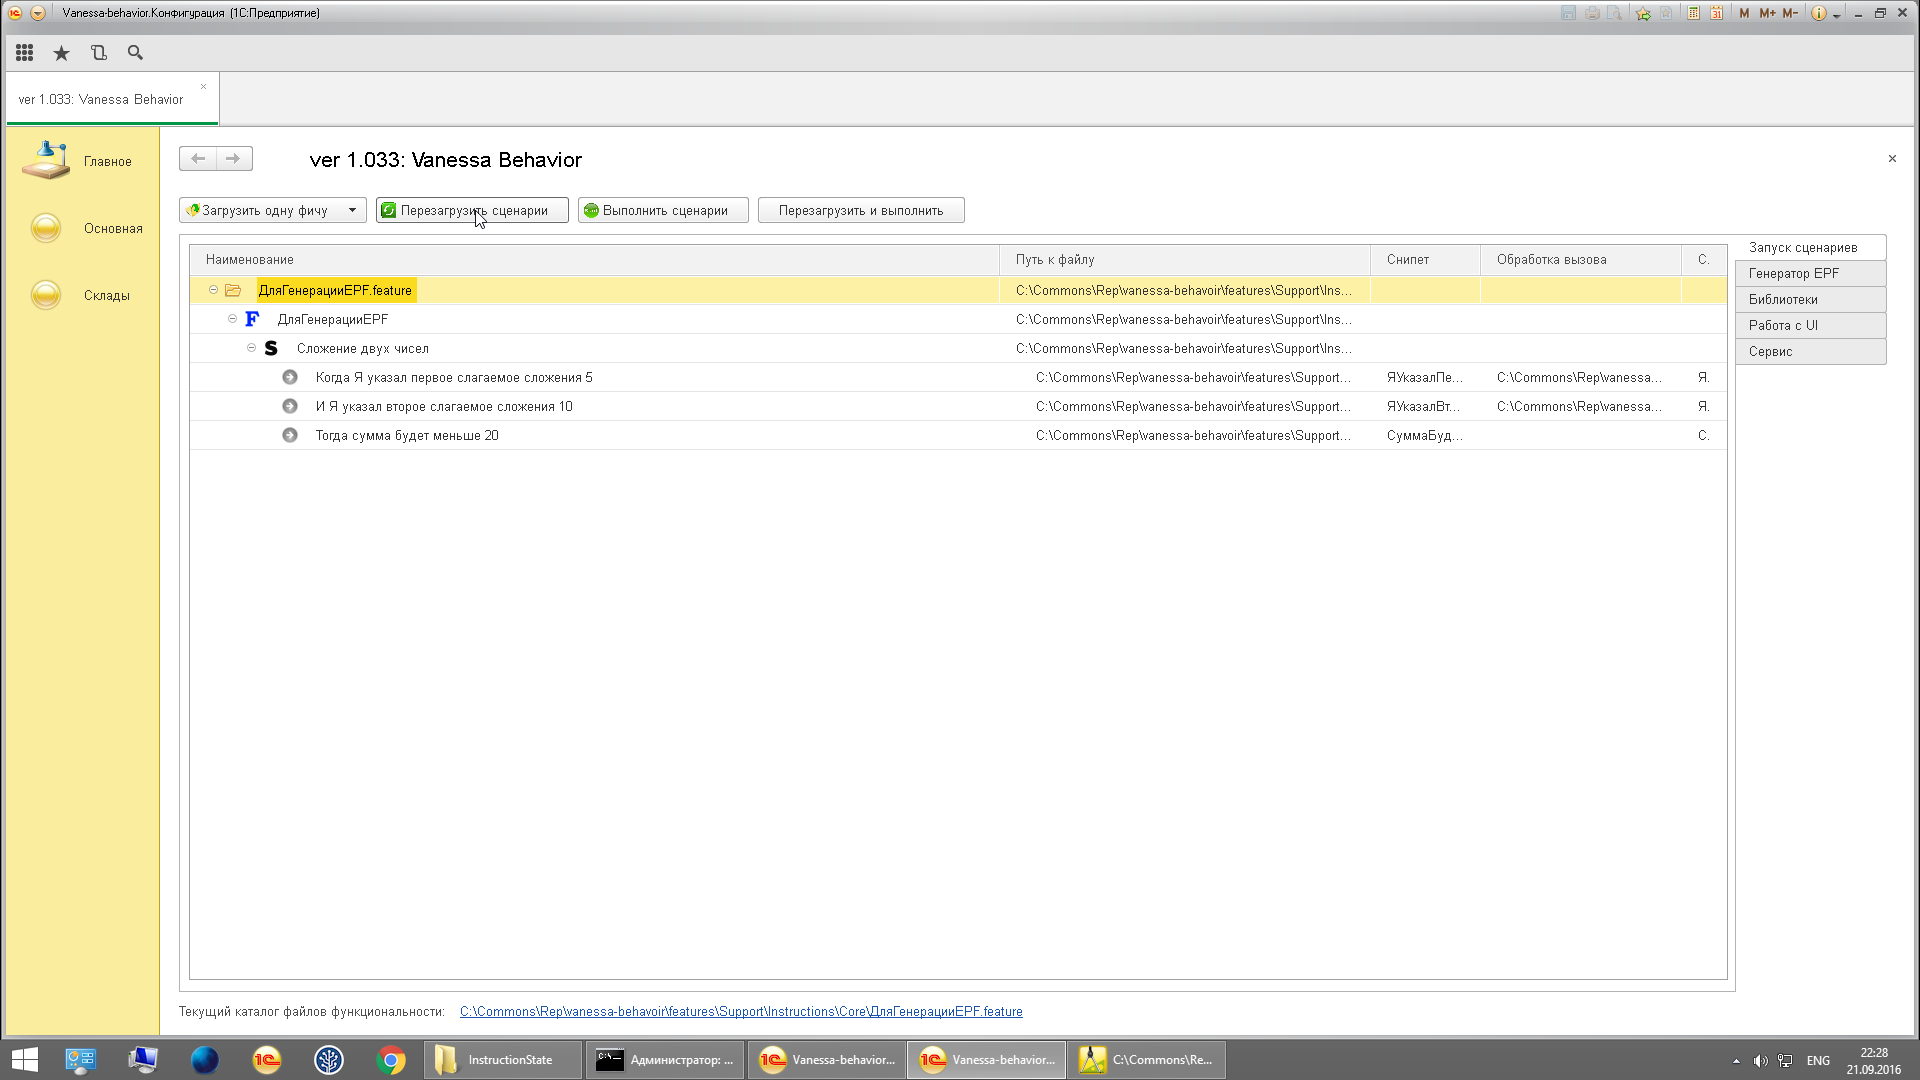 Vanessa-behavior.Конфигурация (1С:Предприятие)
M M+ M-
ver 1.033: Vanessa Behavior
Главное
Основная
Склады
ver 1.033: Vanessa Behavior
Загрузить одну фичу
Перезагрузить сценарии
Выполнить сценарии
Перезагрузить и выполнить
Наименование Путь к файлу Снипет Обработка вызова С.
ДляГенерацииEPF.feature C:\Commons\Rep\vanessa-behavoir\features\Support\Ins...
F ДляГенерацииEPF C:\Commons\Rep\vanessa-behavoir\features\Support\Ins...
S Сложение двух чисел C:\Commons\Rep\vanessa-behavoir\features\Support\Ins...
Когда Я указал первое слагаемое сложения 5 C:\Commons\Rep\vanessa-behavoir\features\Support... ЯУказалПе... C:\Commons\Rep\vanessa... Я.
И Я указал второе слагаемое сложения 10 C:\Commons\Rep\vanessa-behavoir\features\Support... ЯУказалВт... C:\Commons\Rep\vanessa... Я.
Тогда сумма будет меньше 20 C:\Commons\Rep\vanessa-behavoir\features\Support... СуммаБуд... С.
Запуск сценариев
Генератор EPF
Библиотеки
Работа с UI
Сервис
Текущий каталог файлов функциональности: C:\Commons\Rep\vanessa-behavoir\features\Support\Instructions\Core\ДляГенерацииEPF.feature
InstructionState
Администратор: ...
Vanessa-behavior...
Vanessa-behavior...
C:\Commons\Re...
ENG
22:28
21.09.2016